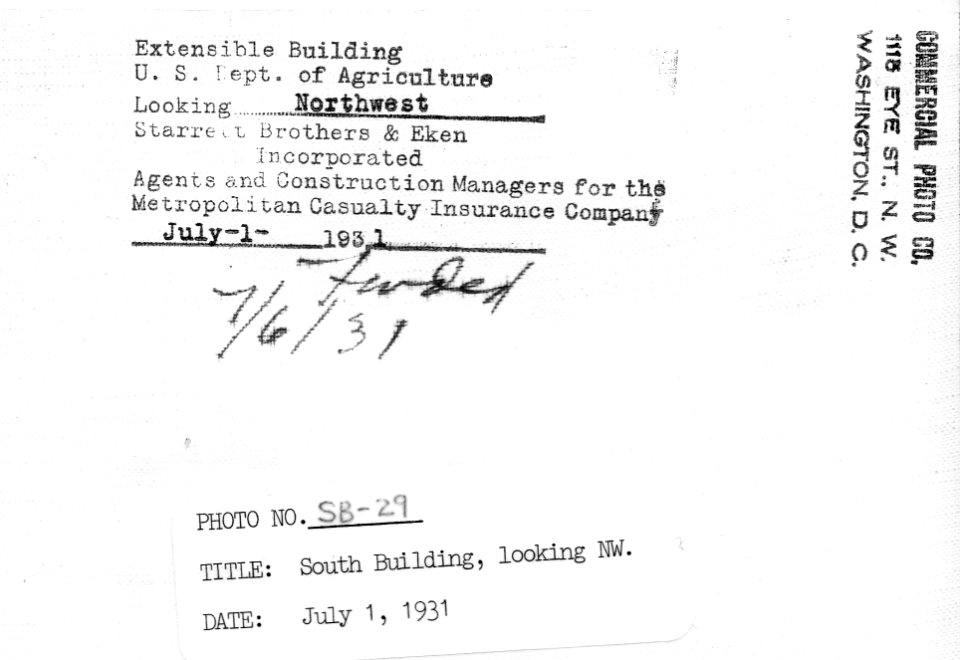 Extensible Building
U. S. Dept. of Agriculture
Looking Northwest
Starrett Brothers & Eken
Incorporated
Agents and Construction Managers for the
Metropolitan Casualty Insurance Company
July-1- 1931
7/6/31
COMMERCIAL PHOTO CO.
1118 EYE ST., N. W.
WASHINGTON, D. C.
PHOTO NO. SB-29
TITLE: South Building, looking NW.
DATE: July 1, 1931